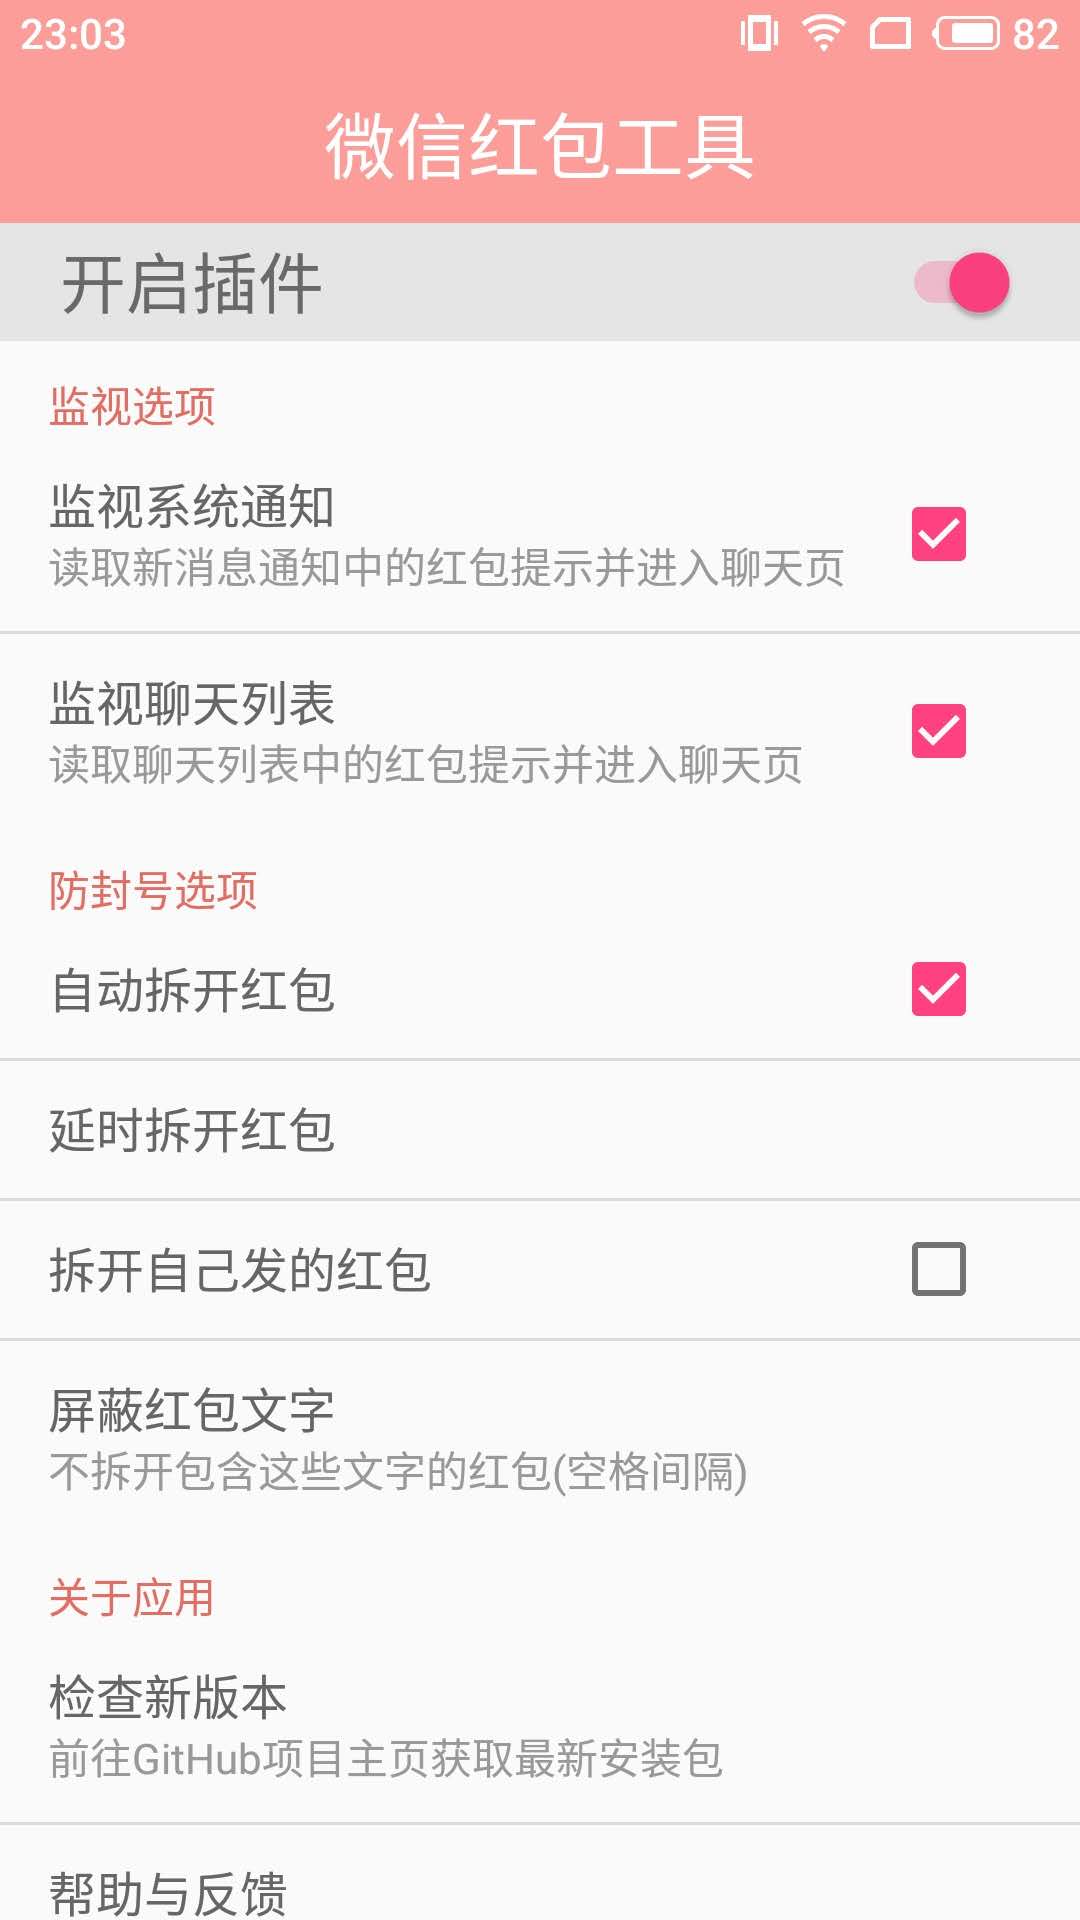 23:03
82
微信红包工具
开启插件
监视选项
监视系统通知
读取新消息通知中的红包提示并进入聊天页
监视聊天列表
读取聊天列表中的红包提示并进入聊天页
防封号选项
自动拆开红包
延时拆开红包
拆开自己发的红包
屏蔽红包文字
不拆开包含这些文字的红包(空格间隔)
关于应用
检查新版本
前往GitHub项目主页获取最新安装包
帮助与反馈